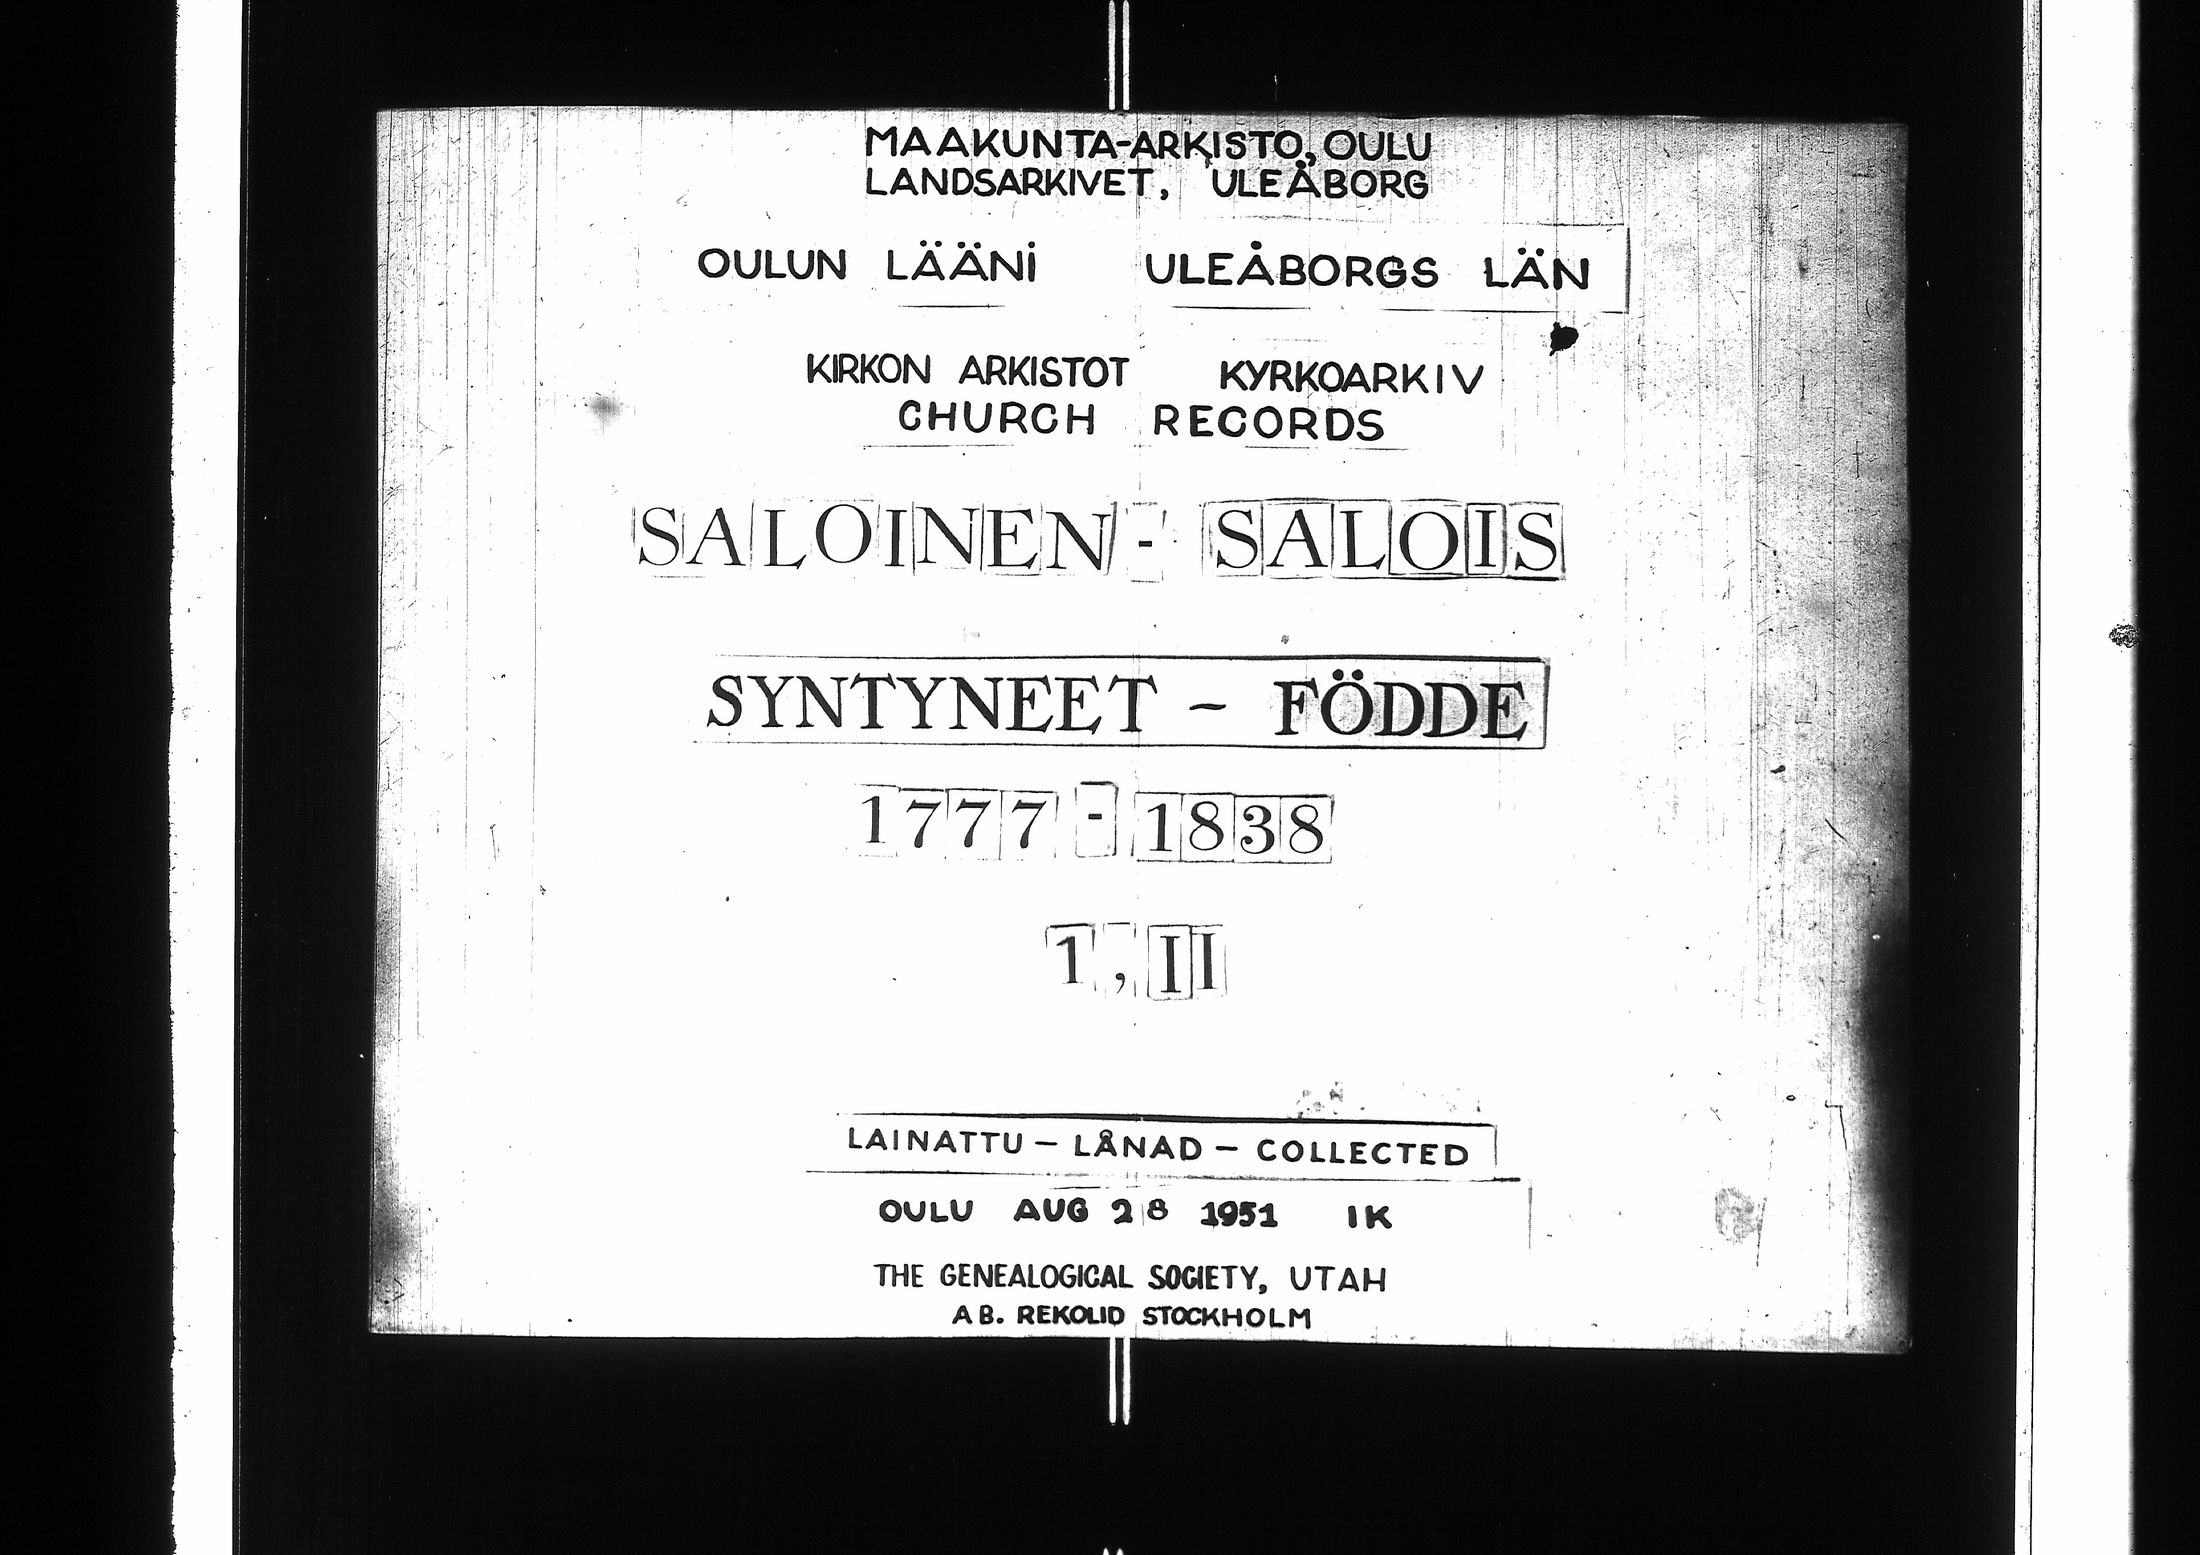 MAAKUNTA-ARKISTO, OULU
LANDSARKIVET, ULEÅBORG
OULUN LÄÄNI ULEÅBORGS LÄN
KIRKON ARKISTOT KYRKOARKIV
CHURCH RECORDS
SALOINEN - SALOIS
SYNTYNEET - FÖDDE
1777 - 1838
1, II
LAINATTU - LÅNAD - COLLECTED
OULU AUG 28 1951 IK
THE GENEALOGICAL SOCIETY, UTAH
AB. REKOLID STOCKHOLM